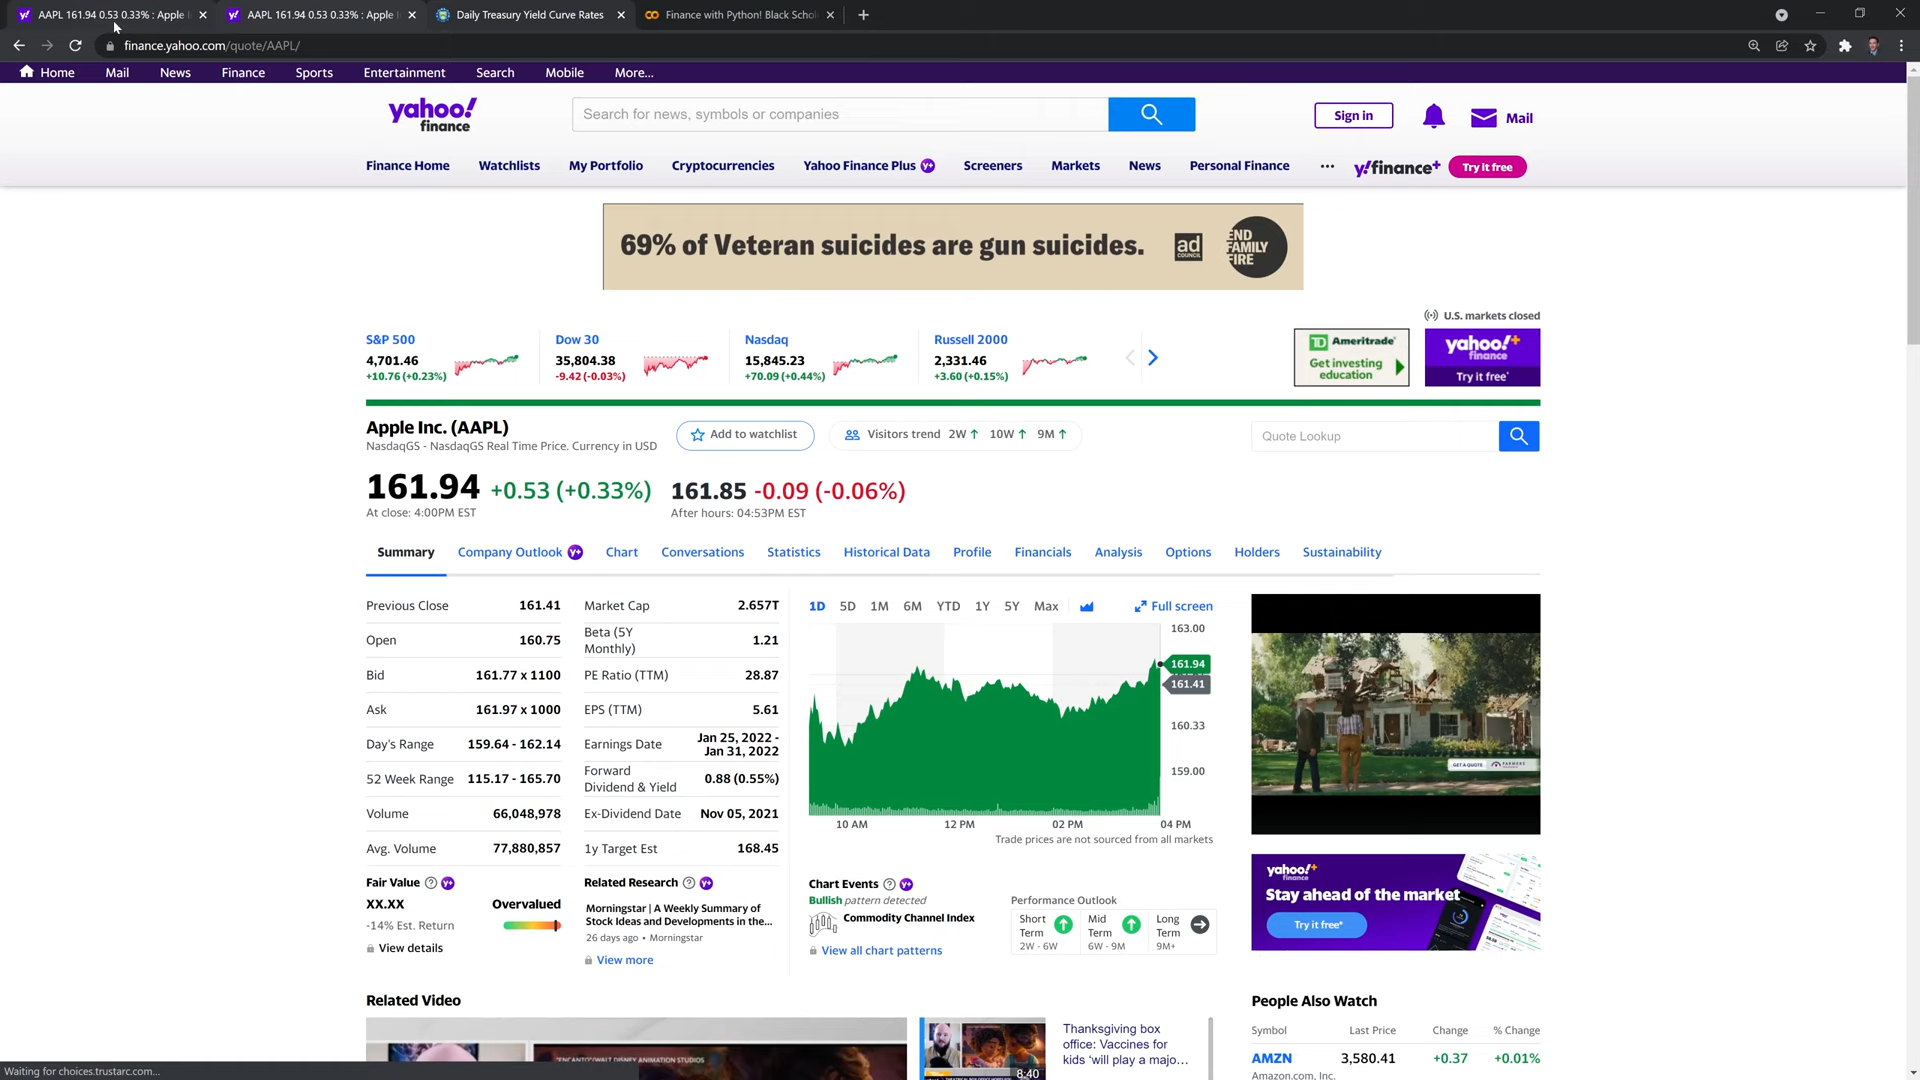 AAPL 161.94 0.53 0.33% : Apple I
AAPL 161.94 0.53 0.33% : Apple I
Daily Treasury Yield Curve Rates
Finance with Python! Black Schol
finance.yahoo.com/quote/AAPL/
Home Mail News Finance Sports Entertainment Search Mobile More...
yahoo!
finance
Search for news, symbols or companies
Sign in
Mail
Finance Home Watchlists My Portfolio Cryptocurrencies Yahoo Finance Plus Y+ Screeners Markets News Personal Finance ··· y!finance+ Try it free
69% of Veteran suicides are gun suicides.
ad
COUNCIL
END
FAMILY
FIRE
U.S. markets closed
S&P 500
4,701.46
+10.76 (+0.23%)
Dow 30
35,804.38
-9.42 (-0.03%)
Nasdaq
15,845.23
+70.09 (+0.44%)
Russell 2000
2,331.46
+3.60 (+0.15%)
TD Ameritrade
Get investing
education
yahoo!+
finance
Try it free*
Apple Inc. (AAPL)
NasdaqGS - NasdaqGS Real Time Price. Currency in USD
Add to watchlist
Visitors trend 2W 10W 9M
Quote Lookup
161.94 +0.53 (+0.33%)
At close: 4:00PM EST
161.85 -0.09 (-0.06%)
After hours: 04:53PM EST
Summary Company Outlook Y+ Chart Conversations Statistics Historical Data Profile Financials Analysis Options Holders Sustainability
Previous Close 161.41
Open 160.75
Bid 161.77 x 1100
Ask 161.97 x 1000
Day's Range 159.64 - 162.14
52 Week Range 115.17 - 165.70
Volume 66,048,978
Avg. Volume 77,880,857
Market Cap 2.657T
Beta (5Y
Monthly) 1.21
PE Ratio (TTM) 28.87
EPS (TTM) 5.61
Earnings Date Jan 25, 2022 -
Jan 31, 2022
Forward
Dividend & Yield 0.88 (0.55%)
Ex-Dividend Date Nov 05, 2021
1y Target Est 168.45
1D 5D 1M 6M YTD 1Y 5Y Max Full screen
163.00
161.94
161.41
160.33
159.00
10 AM 12 PM 02 PM 04 PM
Trade prices are not sourced from all markets
GET A QUOTE FARMERS
Fair Value
XX.XX Overvalued
-14% Est. Return
View details
Related Research
Morningstar | A Weekly Summary of
Stock Ideas and Developments in the...
26 days ago • Morningstar
View more
Chart Events
Bullish pattern detected
Commodity Channel Index
View all chart patterns
Performance Outlook
Short
Term
2W - 6W
Mid
Term
6W - 9M
Long
Term
9M+
yahoo!+
finance
Stay ahead of the market
Try it free*
Related Video
ENCANTO/WALT DISNEY ANIMATION STUDIOS
8:40
Thanksgiving box
office: Vaccines for
kids ‘will play a majo...
People Also Watch
Symbol Last Price Change % Change
AMZN 3,580.41 +0.37 +0.01%
Amazon.com, Inc.
Waiting for choices.trustarc.com...